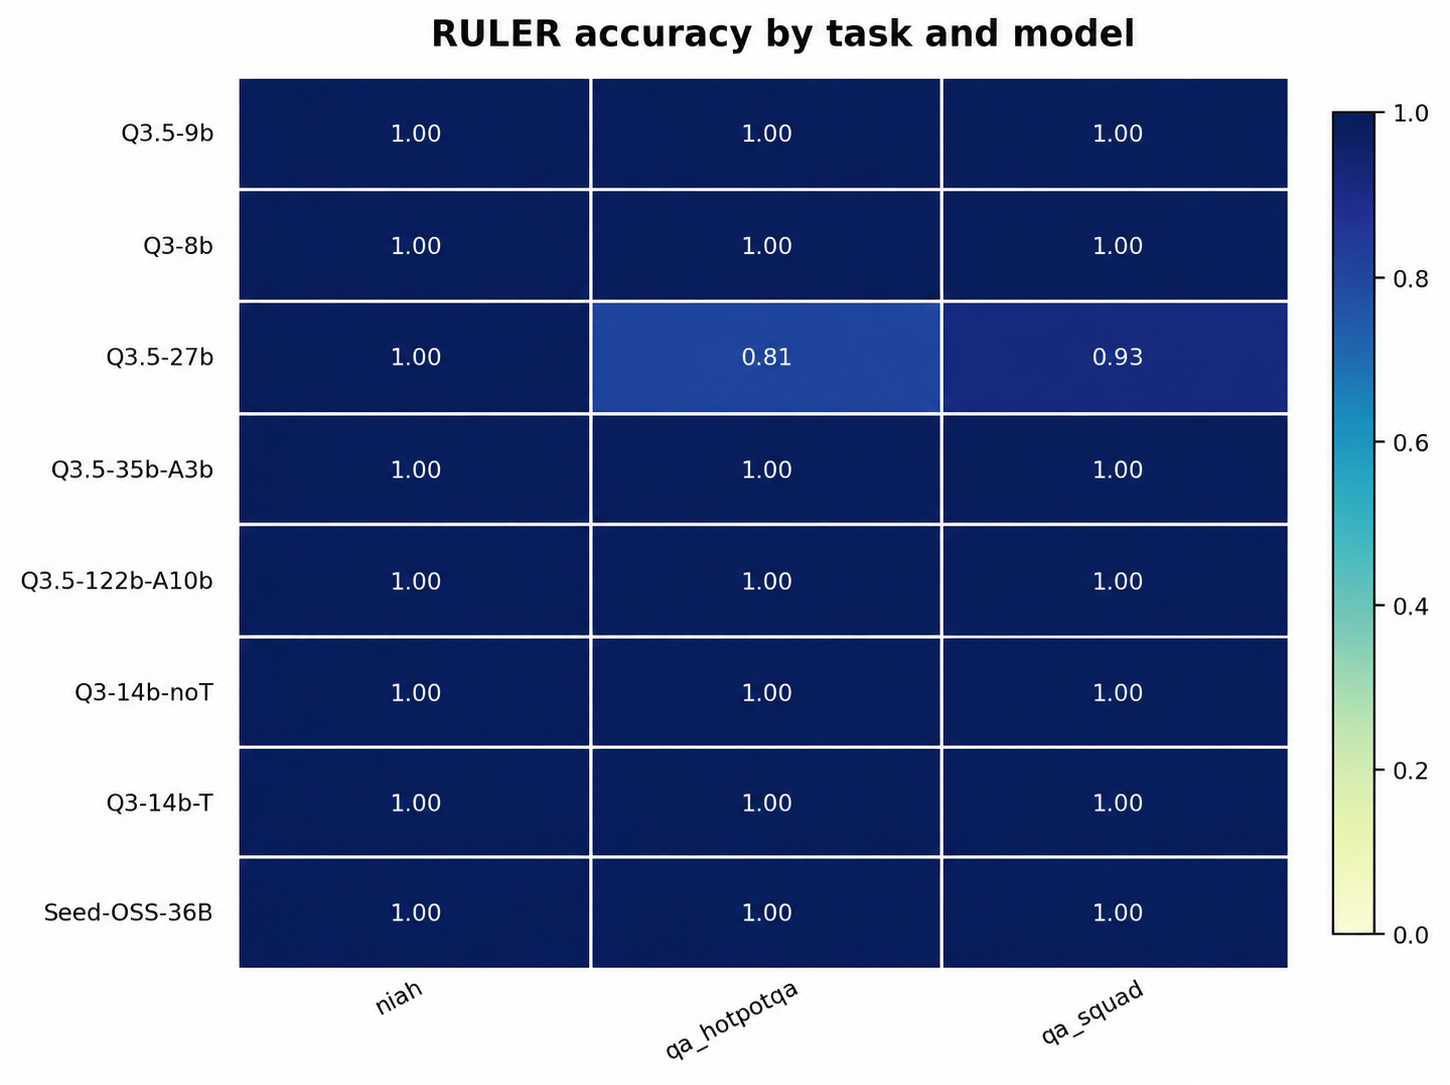 RULER accuracy by task and model
Q3.5-9b 1.00 1.00 1.00
Q3-8b 1.00 1.00 1.00
Q3.5-27b 1.00 0.81 0.93
Q3.5-35b-A3b 1.00 1.00 1.00
Q3.5-122b-A10b 1.00 1.00 1.00
Q3-14b-noT 1.00 1.00 1.00
Q3-14b-T 1.00 1.00 1.00
Seed-OSS-36B 1.00 1.00 1.00
niah qa_hotpotqa qa_squad
1.0
0.8
0.6
0.4
0.2
0.0